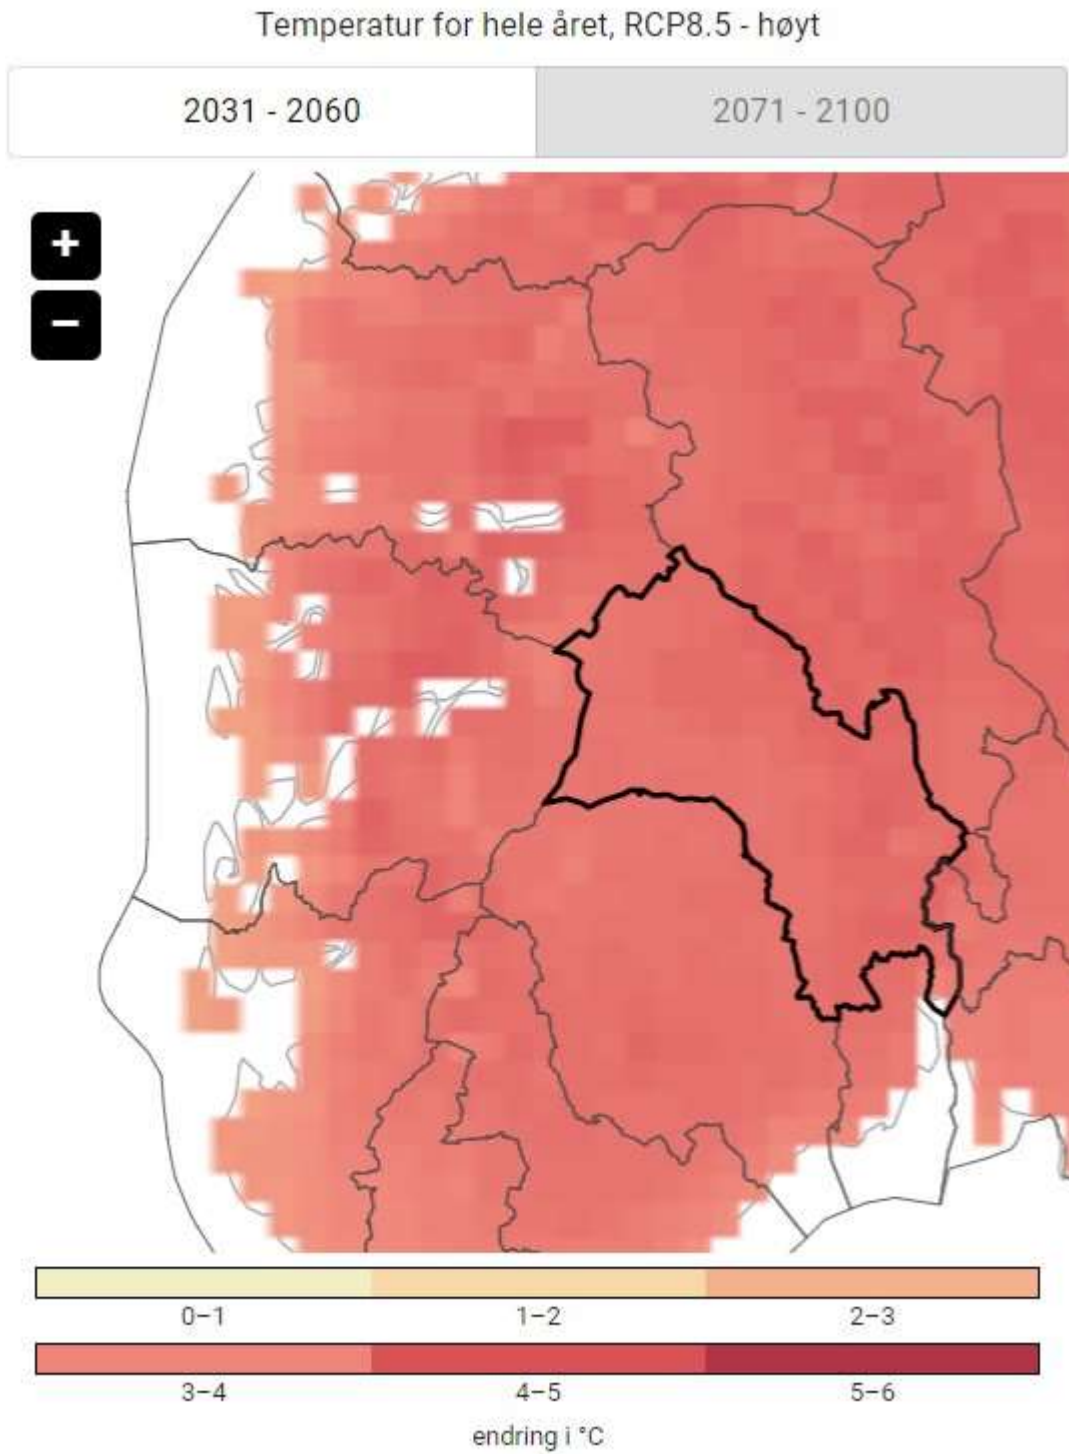 Temperatur for hele året, RCP8.5 - høyt
2031 - 2060
2071 - 2100
+
−
0–1
1–2
2–3
3–4
4–5
5–6
endring i °C